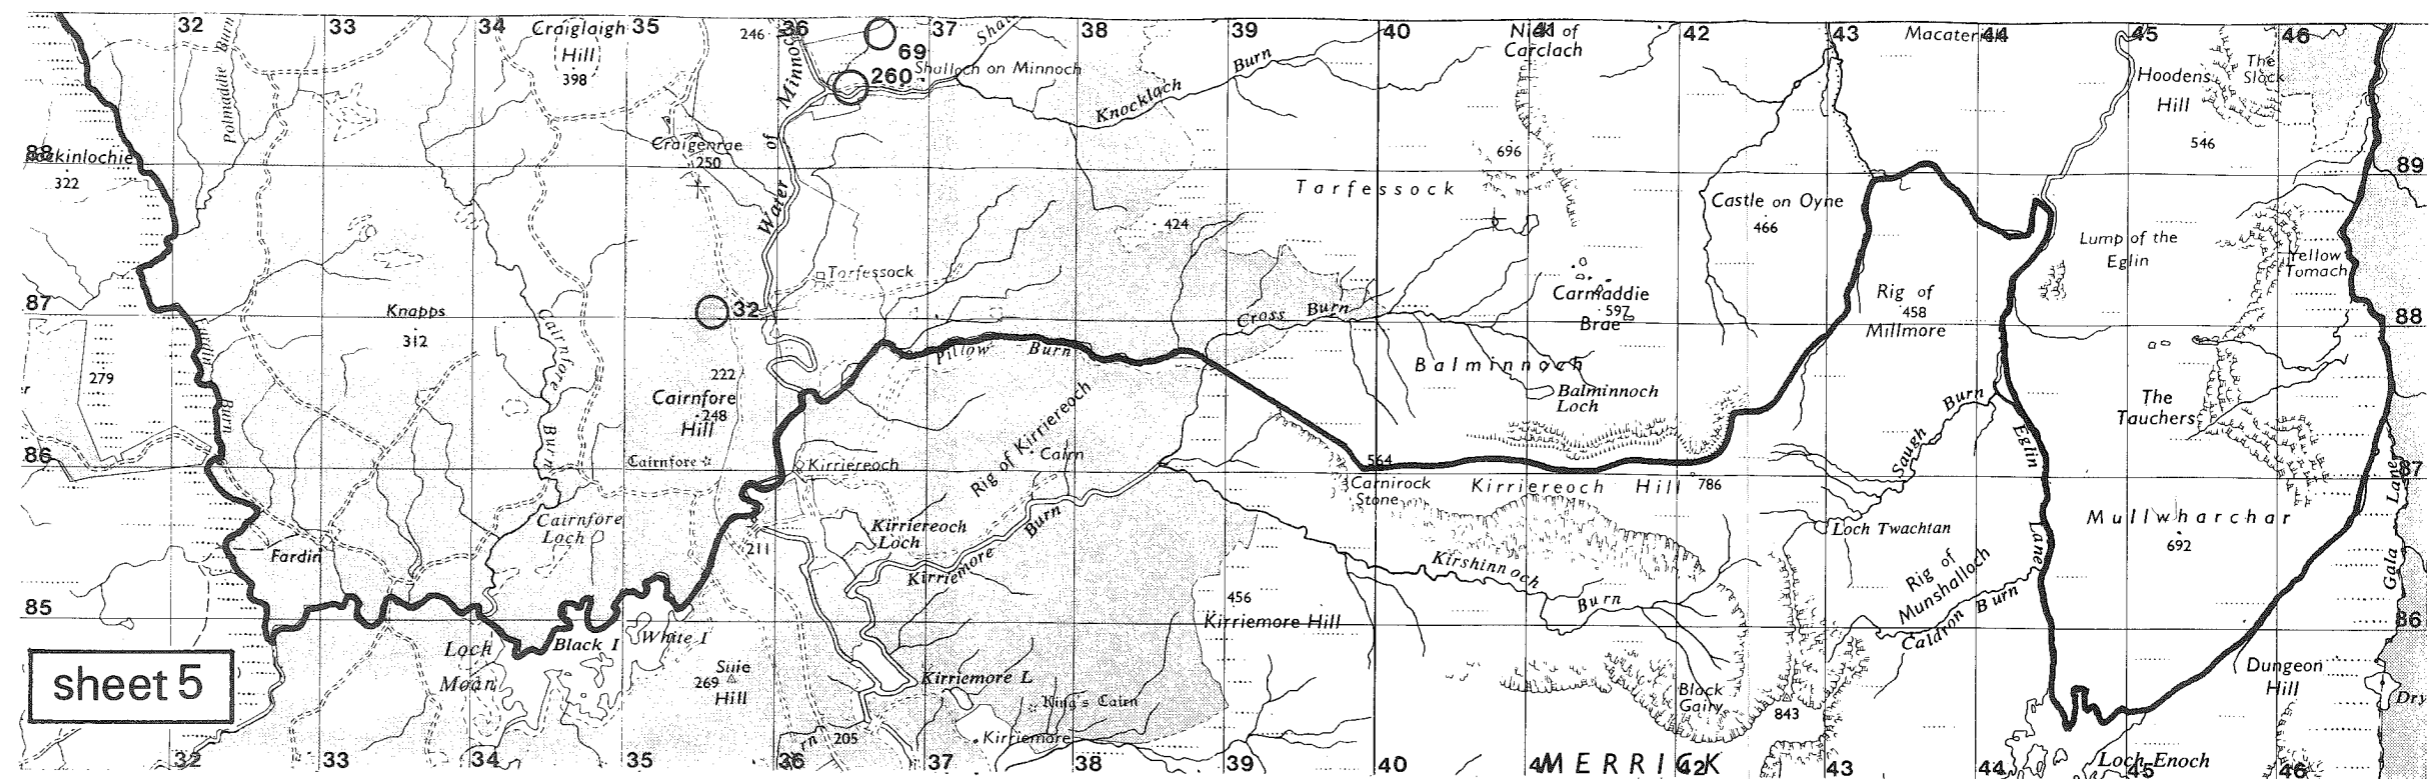 32 33 34 35 36 37 38 39 40 41 42 43 44 45 46
Craiglaigh
Hill
398
246
69
260
Shalloch on Minnoch
Knocklach Burn
Carclach
Hoodens
Hill
546
The
Slock
Polmaddie Burn
Water of Minnoch
88
322
Craigenrae
250
696
Tarfessock
424
Castle on Oyne
466
89
Lump of the
Eglin
Yellow
Tomach
Tarfessock
87
32
Knapps
312
Cairnfore Burn
Cross Burn
Carmaddie
597
Brae
Rig of
458
Millmore
88
Pillow Burn
Balminnoch
Balminnoch
Loch
279
222
Cairnfore
248
Hill
Burn
The
Tauchers
Saugh Burn
Eglin Lane
86
Cairnfore
Kirriereoch
Rig of Kirriereoch
Cairn
564
Carnirock
Stone
Kirriereoch Hill
786
87
Cairnfore
Loch
Kirriereoch
Loch
211
Loch Twachtan
Mullwharchar
692
Gala Lane
Fardin
Kirriemore Burn
Kirshinnoch Burn
Rig of
Munshalloch
85
456
Kirriemore Hill
Caldron Burn
86
Loch
Moan
Black I
White I
Suie
269
Hill
Kirriemore L
King's Cairn
Kirriemore
205
Black
Gairy
843
Dungeon
Hill
Dry
sheet 5
MERRICK
Loch Enoch
32 33 34 35 36 37 38 39 40 41 42 43 44 45 46